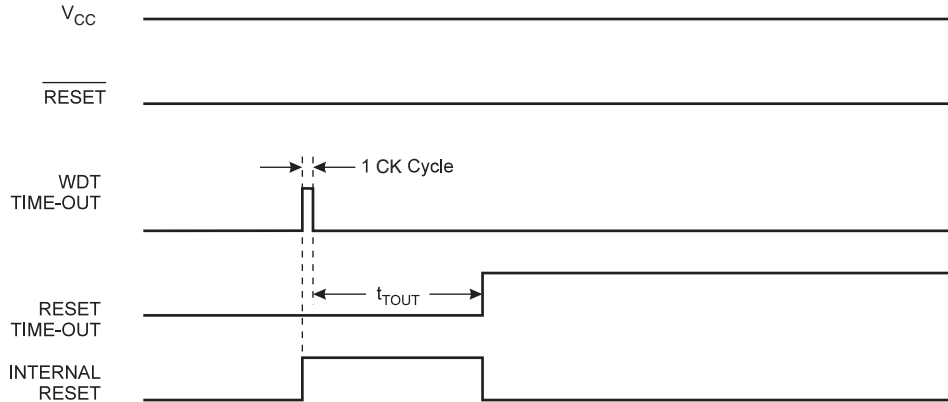 VCC
RESET
1 CK Cycle
WDT
TIME-OUT
tTOUT
RESET
TIME-OUT
INTERNAL
RESET